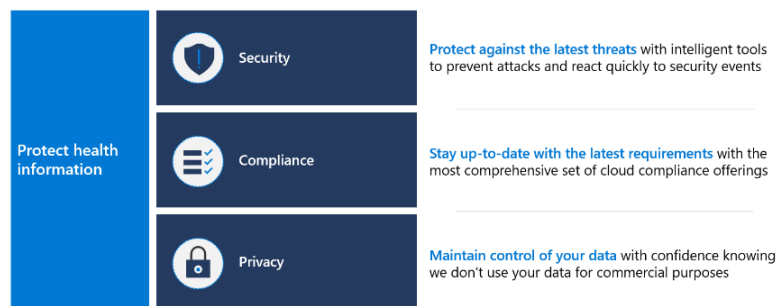 Protect health
information
Security
Protect against the latest threats with intelligent tools
to prevent attacks and react quickly to security events
Compliance
Stay up-to-date with the latest requirements with the
most comprehensive set of cloud compliance offerings
Privacy
Maintain control of your data with confidence knowing
we don't use your data for commercial purposes